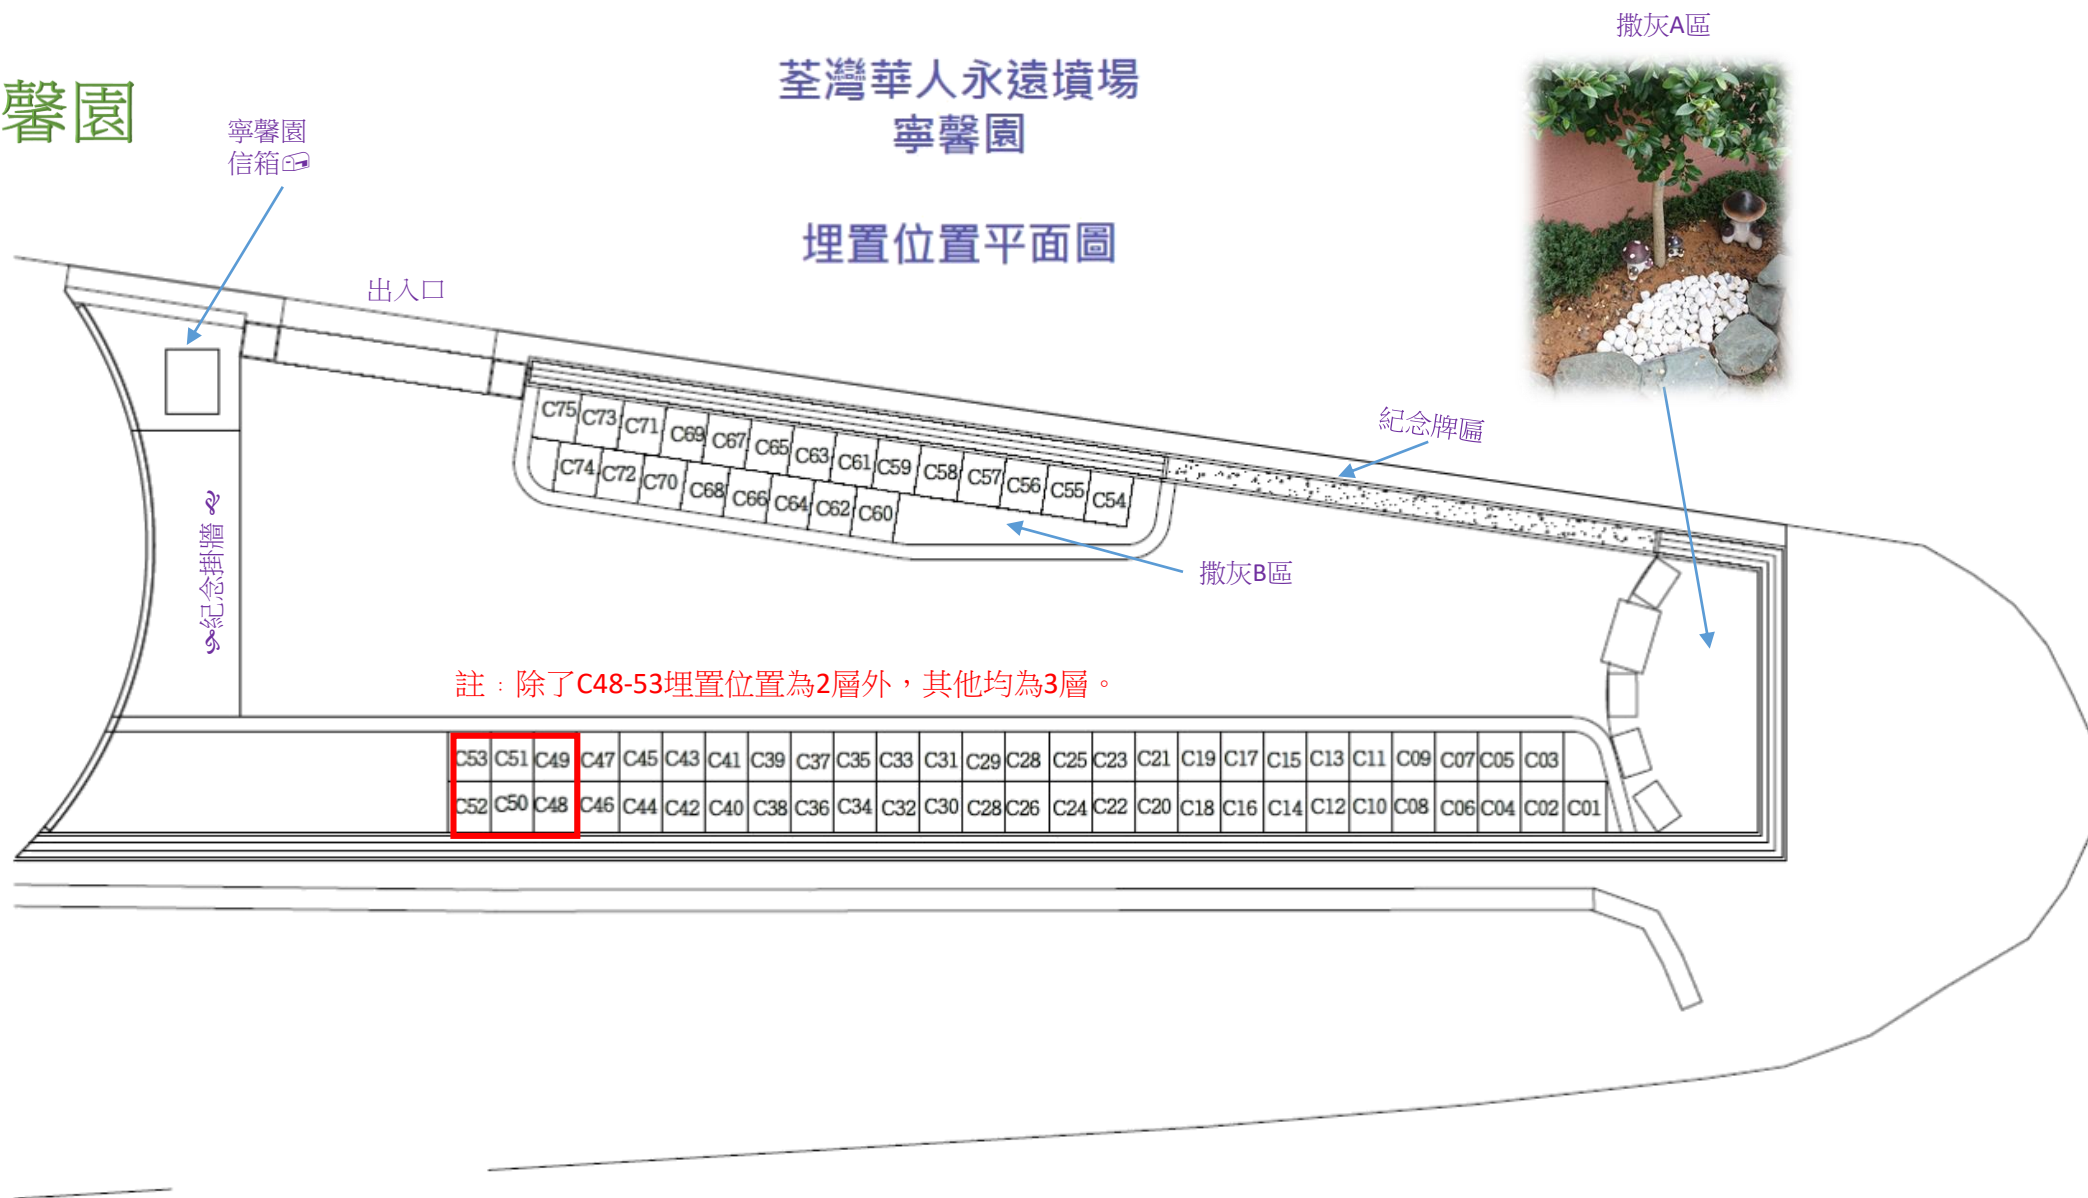 撒灰A區
荃灣華人永遠墳場
寧馨園
埋置位置平面圖
馨園
寧馨園
信箱
出入口
紀念牌匾
C75 C73 C71 C69 C67 C65 C63 C61 C59 C58 C57 C56 C55 C54
C74 C72 C70 C68 C66 C64 C62 C60
撒灰B區
紀念掛牆
註：除了C48-53埋置位置為2層外，其他均為3層。
C53 C51 C49 C47 C45 C43 C41 C39 C37 C35 C33 C31 C29 C28 C25 C23 C21 C19 C17 C15 C13 C11 C09 C07 C05 C03
C52 C50 C48 C46 C44 C42 C40 C38 C36 C34 C32 C30 C28 C26 C24 C22 C20 C18 C16 C14 C12 C10 C08 C06 C04 C02 C01